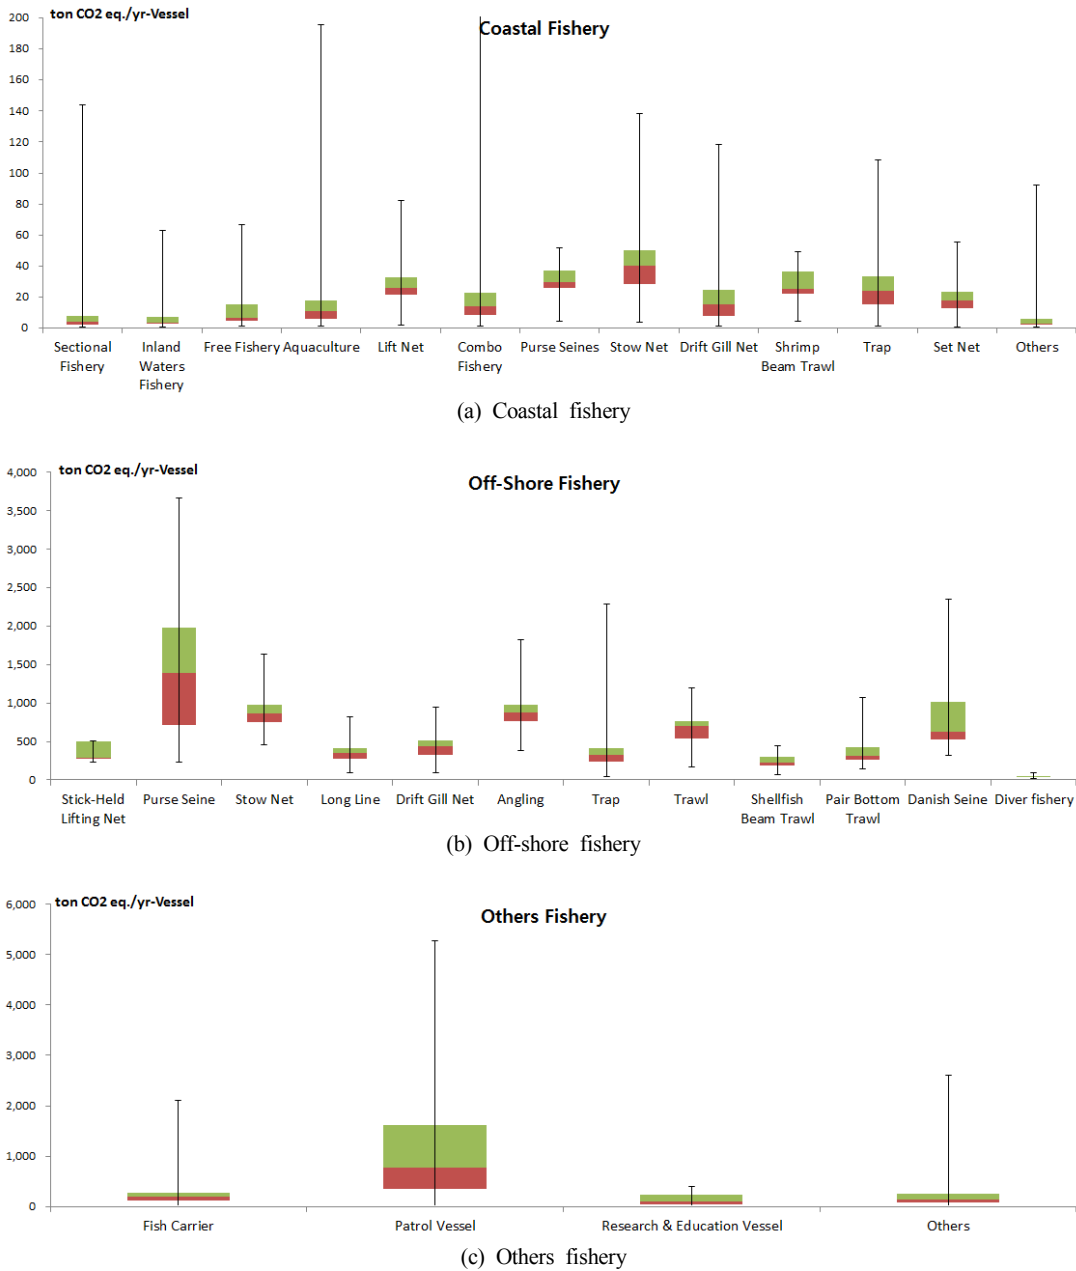 ton CO2 eq./yr-Vessel
Coastal Fishery
200
180
160
140
120
100
80
60
40
20
0
Sectional Fishery
Inland Waters Fishery
Free Fishery
Aquaculture
Lift Net
Combo Fishery
Purse Seines
Stow Net
Drift Gill Net
Shrimp Beam Trawl
Trap
Set Net
Others
(a) Coastal fishery
ton CO2 eq./yr-Vessel
Off-Shore Fishery
4,000
3,500
3,000
2,500
2,000
1,500
1,000
500
0
Stick-Held Lifting Net
Purse Seine
Stow Net
Long Line
Drift Gill Net
Angling
Trap
Trawl
Shellfish Beam Trawl
Pair Bottom Trawl
Danish Seine
Diver fishery
(b) Off-shore fishery
ton CO2 eq./yr-Vessel
Others Fishery
6,000
5,000
4,000
3,000
2,000
1,000
0
Fish Carrier
Patrol Vessel
Research & Education Vessel
Others
(c) Others fishery